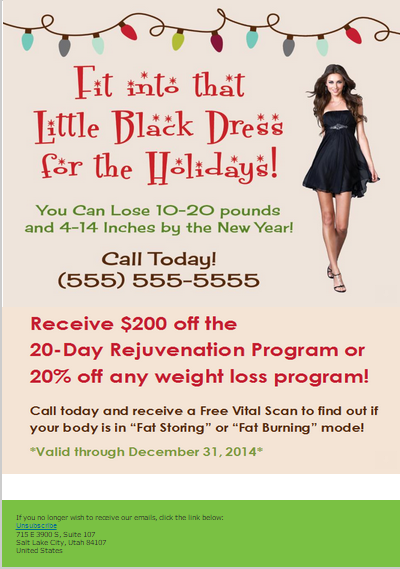 Fit into that
Little Black Dress
for the Holidays!
You Can Lose 10-20 pounds
and 4-14 Inches by the New Year!
Call Today!
(555) 555-5555
Receive $200 off the
20-Day Rejuvenation Program or
20% off any weight loss program!
Call today and receive a Free Vital Scan to find out if
your body is in “Fat Storing” or “Fat Burning” mode!
*Valid through December 31, 2014*
If you no longer wish to receive our emails, click the link below:
Unsubscribe
715 E 3900 S, Suite 107
Salt Lake City, Utah 84107
United States